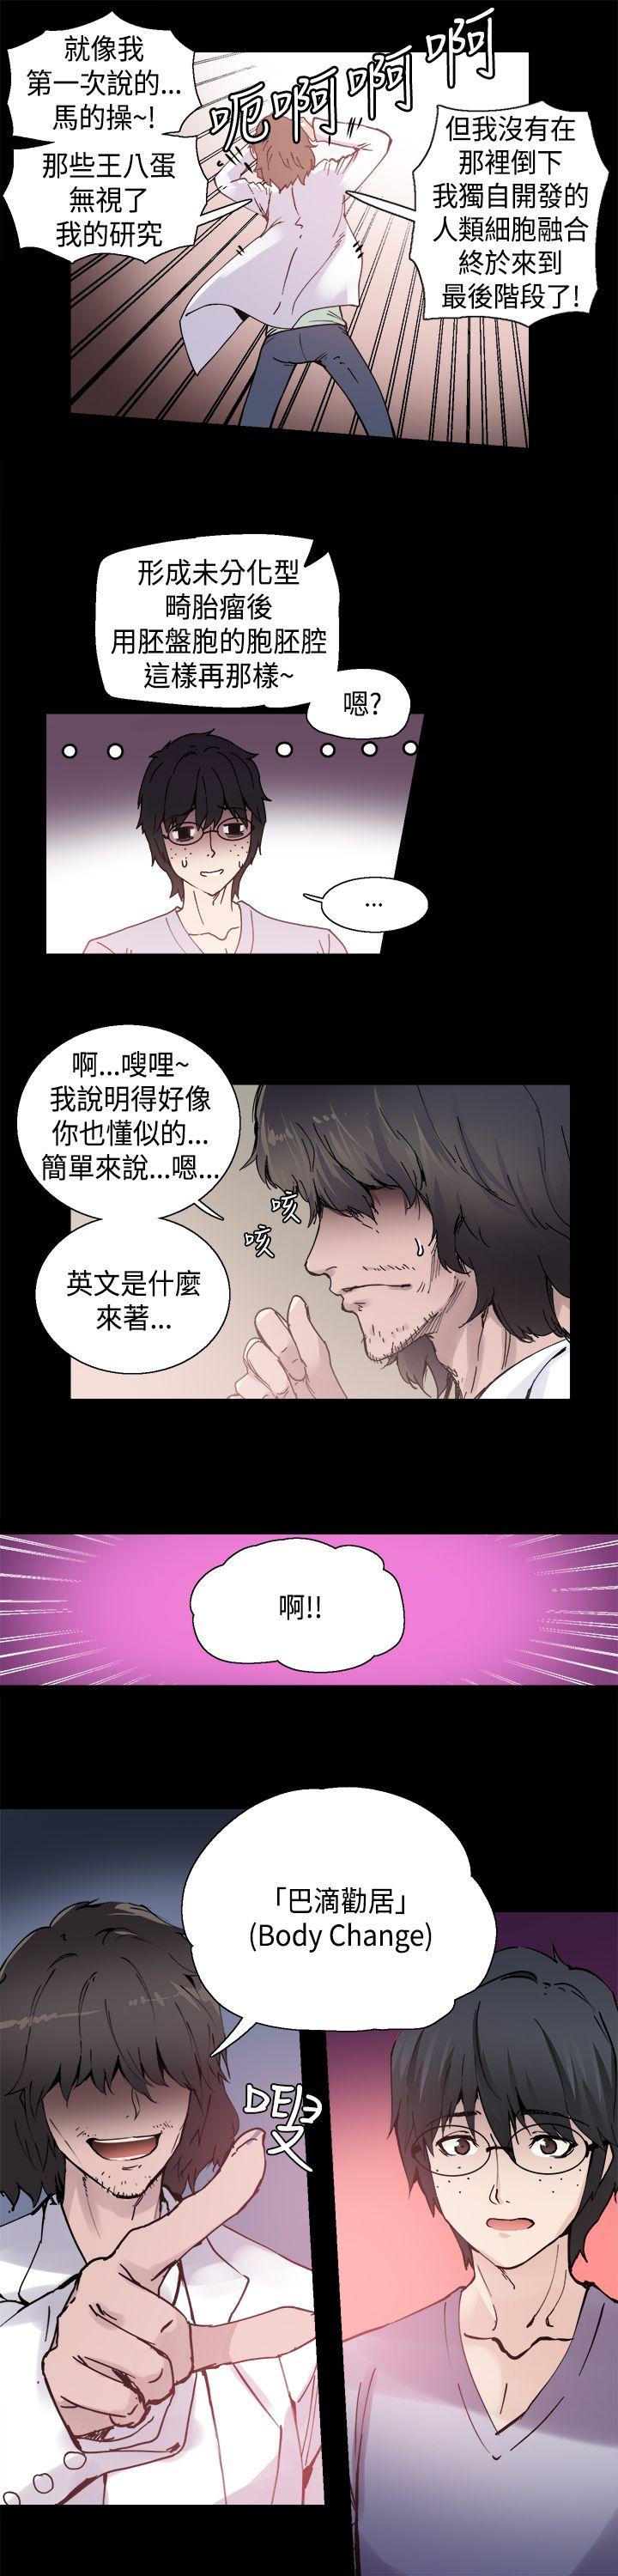 就像我
第一次說的...
馬的操~!
那些王八蛋
無視了
我的研究
呃啊啊啊
但我沒有在
那裡倒下
我獨自開發的
人類細胞融合
終於來到
最後階段了!
形成未分化型
畸胎瘤後
用胚盤胞的胞胚腔
這樣再那樣~
嗯?
...
啊...嗖哩~
我說明得好像
你也懂似的...
簡單來說...嗯...
咳
咳
英文是什麼
來著...
啊!!
「巴滴勸居」
(Body Change)
嗖